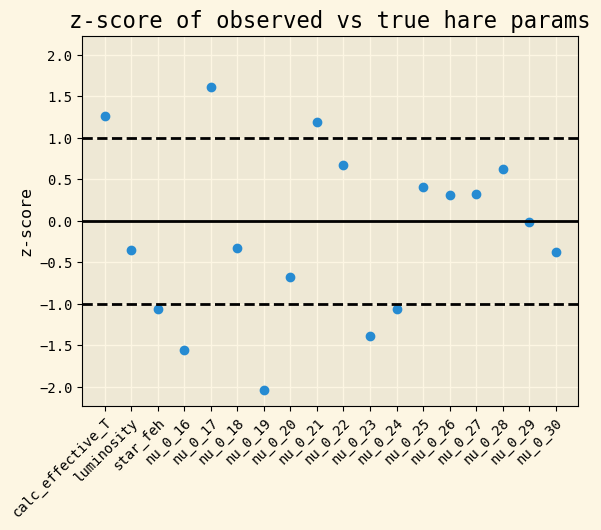 z-score of observed vs true hare params
z-score
2.0
1.5
1.0
0.5
0.0
−0.5
−1.0
−1.5
−2.0
calc_effective_T
luminosity
star_feh
nu_0_16
nu_0_17
nu_0_18
nu_0_19
nu_0_20
nu_0_21
nu_0_22
nu_0_23
nu_0_24
nu_0_25
nu_0_26
nu_0_27
nu_0_28
nu_0_29
nu_0_30